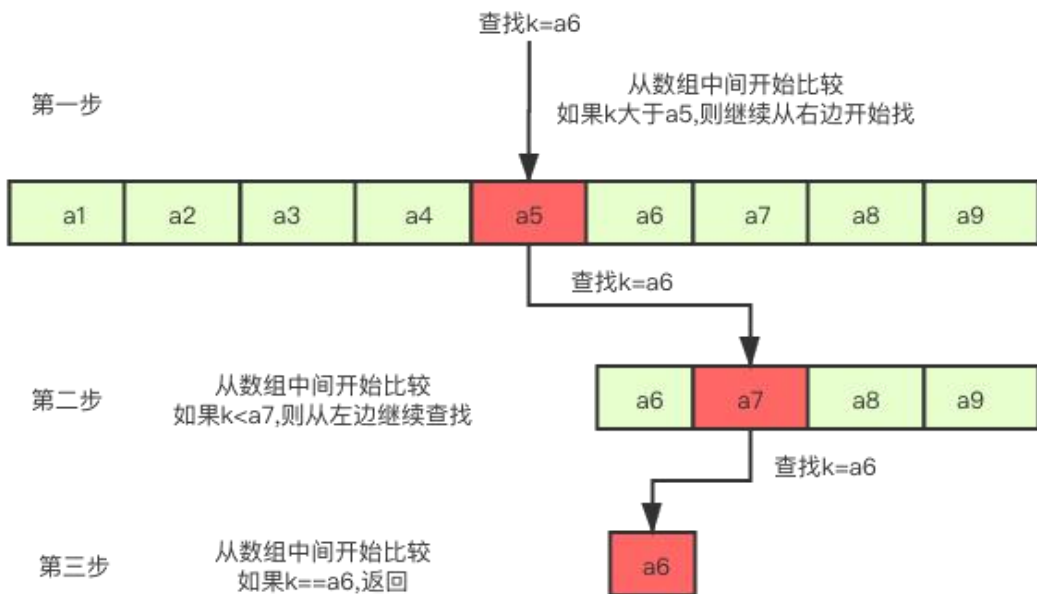 查找k=a6
第一步
从数组中间开始比较
如果k大于a5,则继续从右边开始找
a1 a2 a3 a4 a5 a6 a7 a8 a9
查找k=a6
第二步
从数组中间开始比较
如果k<a7,则从左边继续查找
a6 a7 a8 a9
查找k=a6
第三步
从数组中间开始比较
如果k==a6,返回
a6